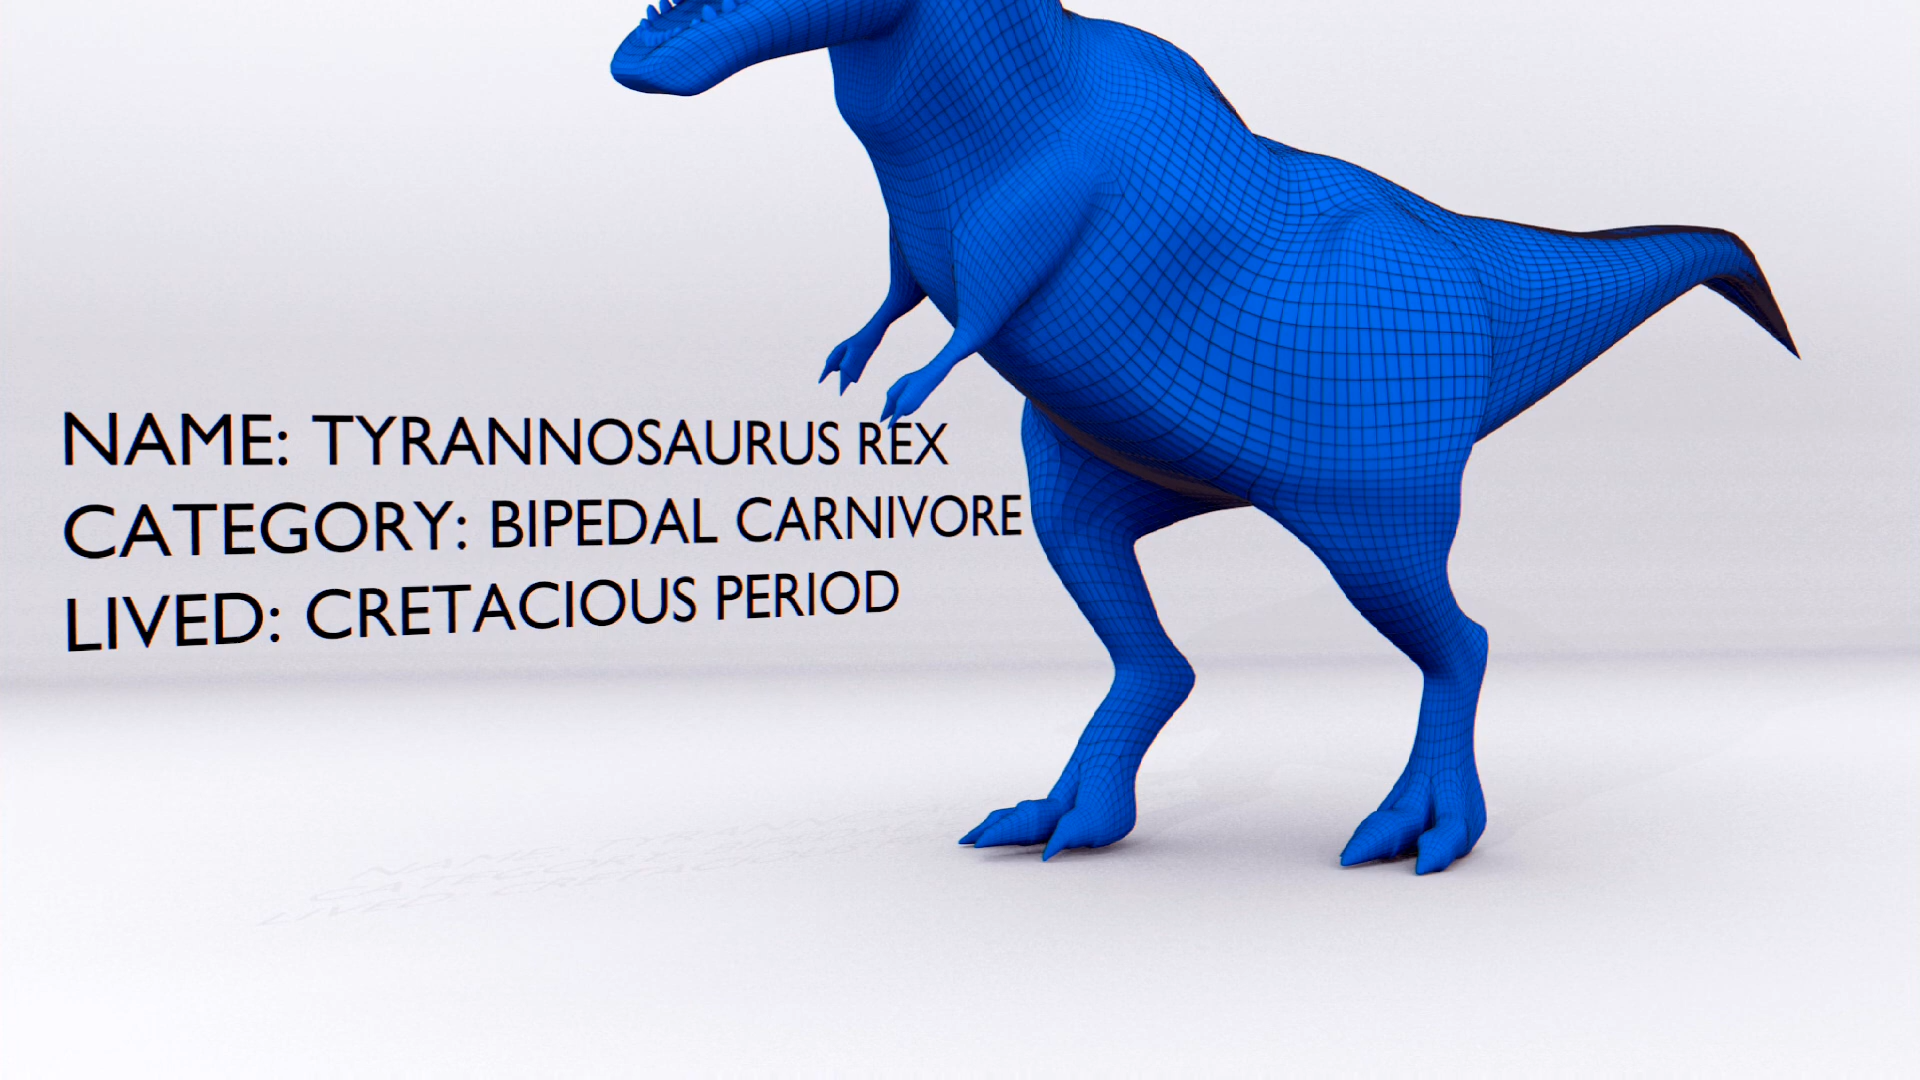 NAME: TYRANNOSAURUS REX
CATEGORY: BIPEDAL CARNIVORE
LIVED: CRETACIOUS PERIOD